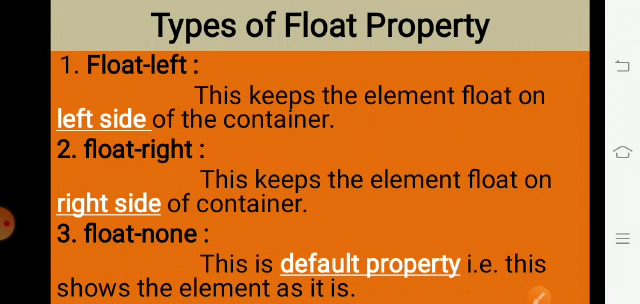 Types of Float Property
1. Float-left :
This keeps the element float on
left side of the container.
2. float-right :
This keeps the element float on
right side of container.
3. float-none :
This is default property i.e. this
shows the element as it is.